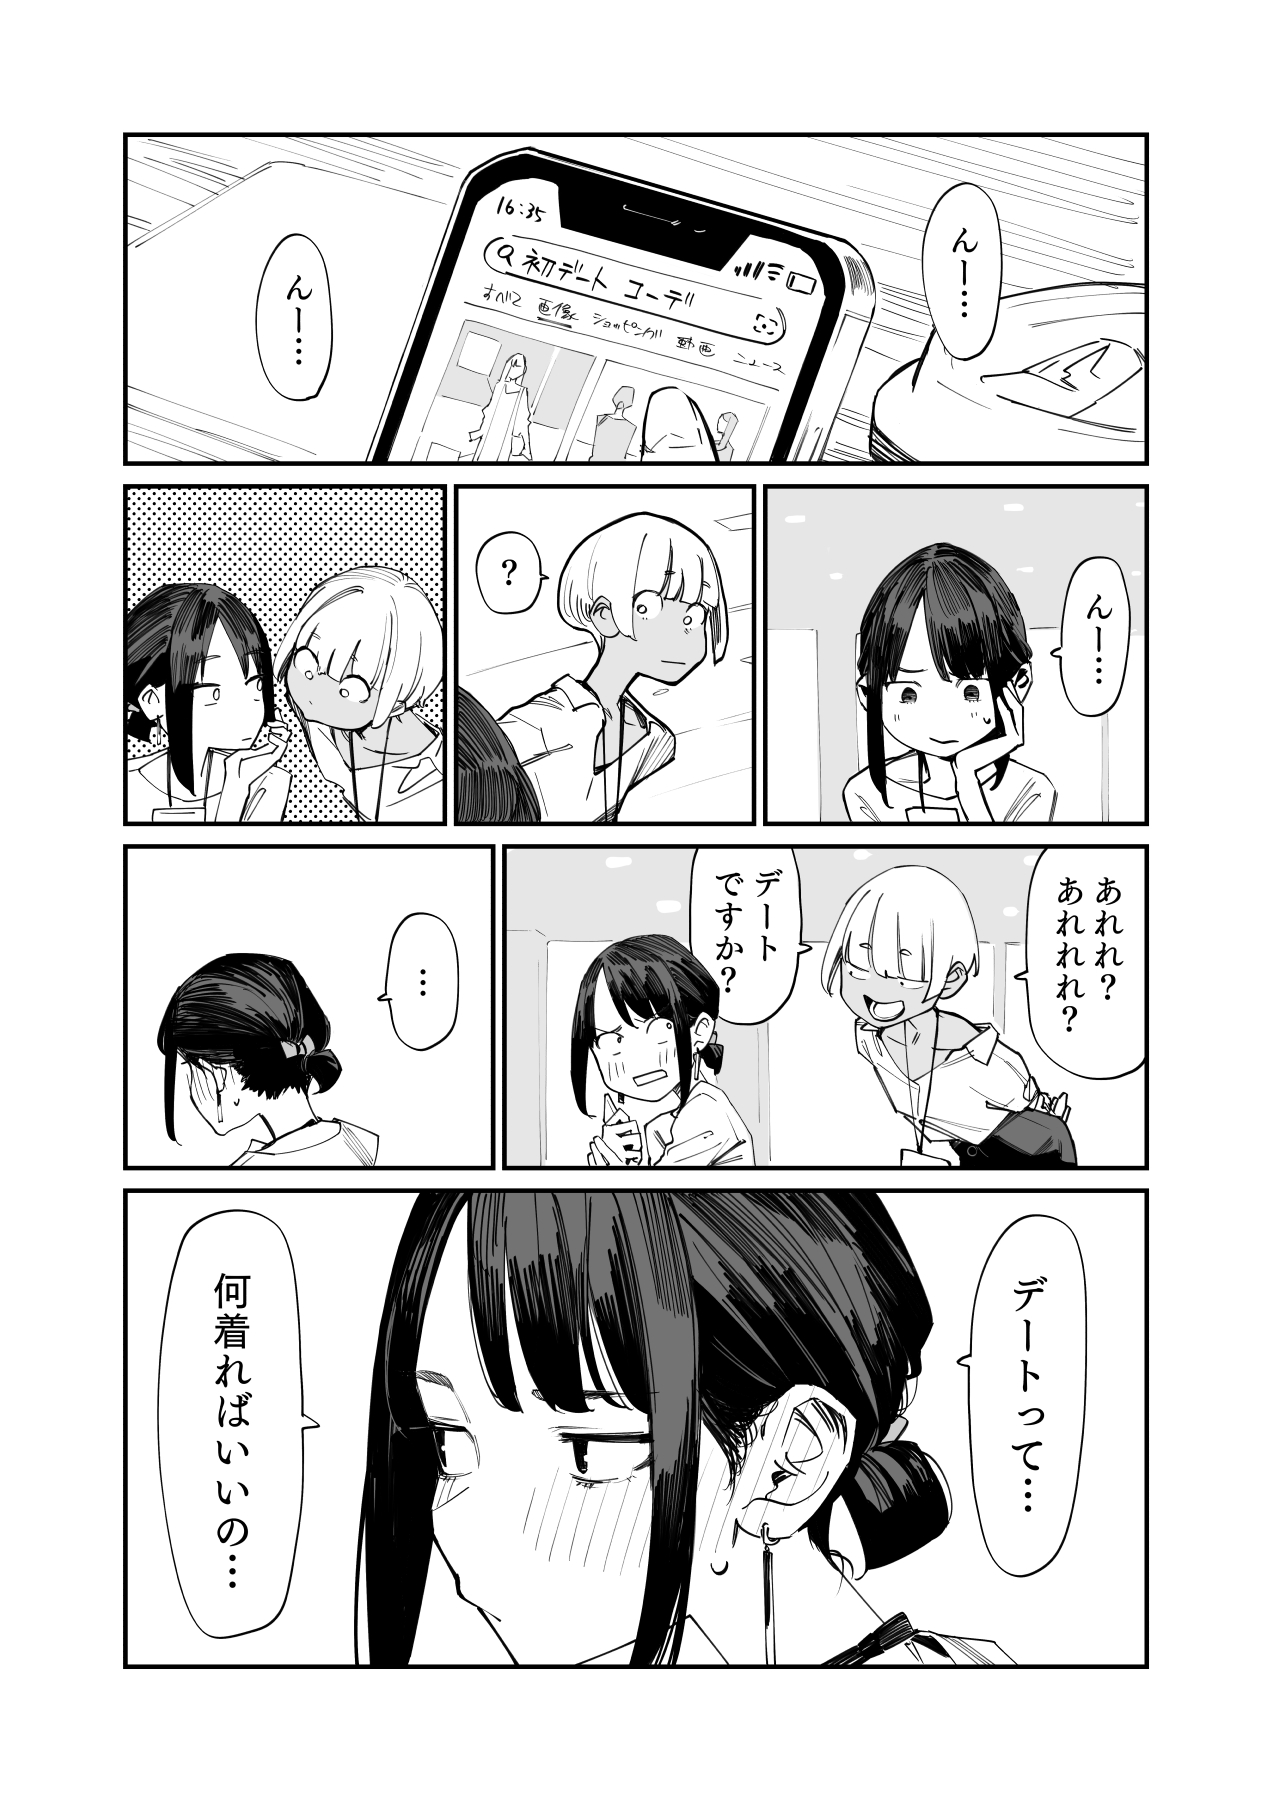 んー…
16:35
初デート コーデ
すべて 画像 ショッピング 動画 ニュース
んー…
んー…
?
あれれ?
あれれれ?
デート
ですか?
…
デートって…
何着ればいいの…